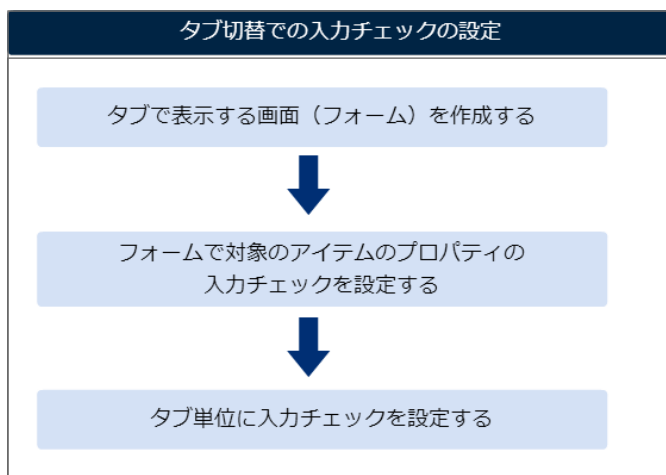 タブ切替での入力チェックの設定
タブで表示する画面（フォーム）を作成する
フォームで対象のアイテムのプロパティの
入力チェックを設定する
タブ単位に入力チェックを設定する